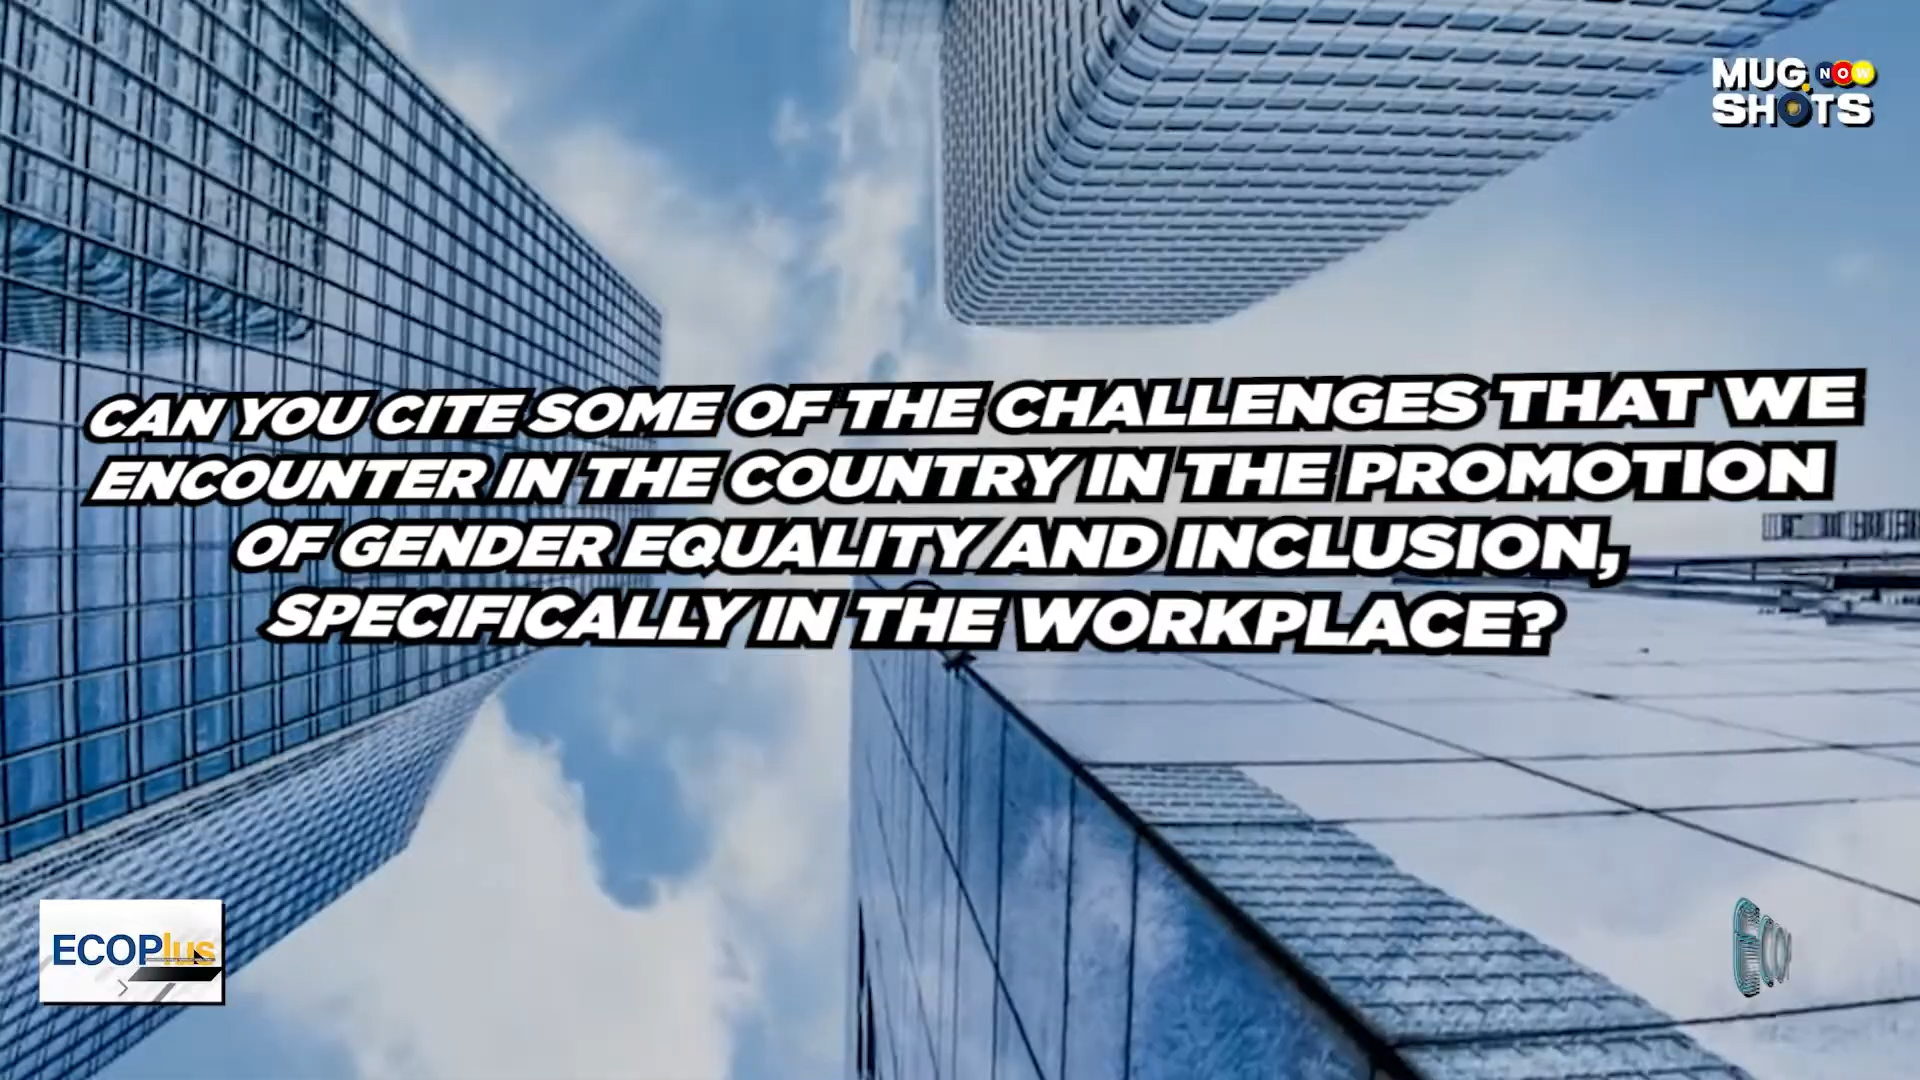 MUG NOW
SHOTS
CAN YOU CITE SOME OF THE CHALLENGES THAT WE
ENCOUNTER IN THE COUNTRY IN THE PROMOTION
OF GENDER EQUALITY AND INCLUSION,
SPECIFICALLY IN THE WORKPLACE?
ECOPlus